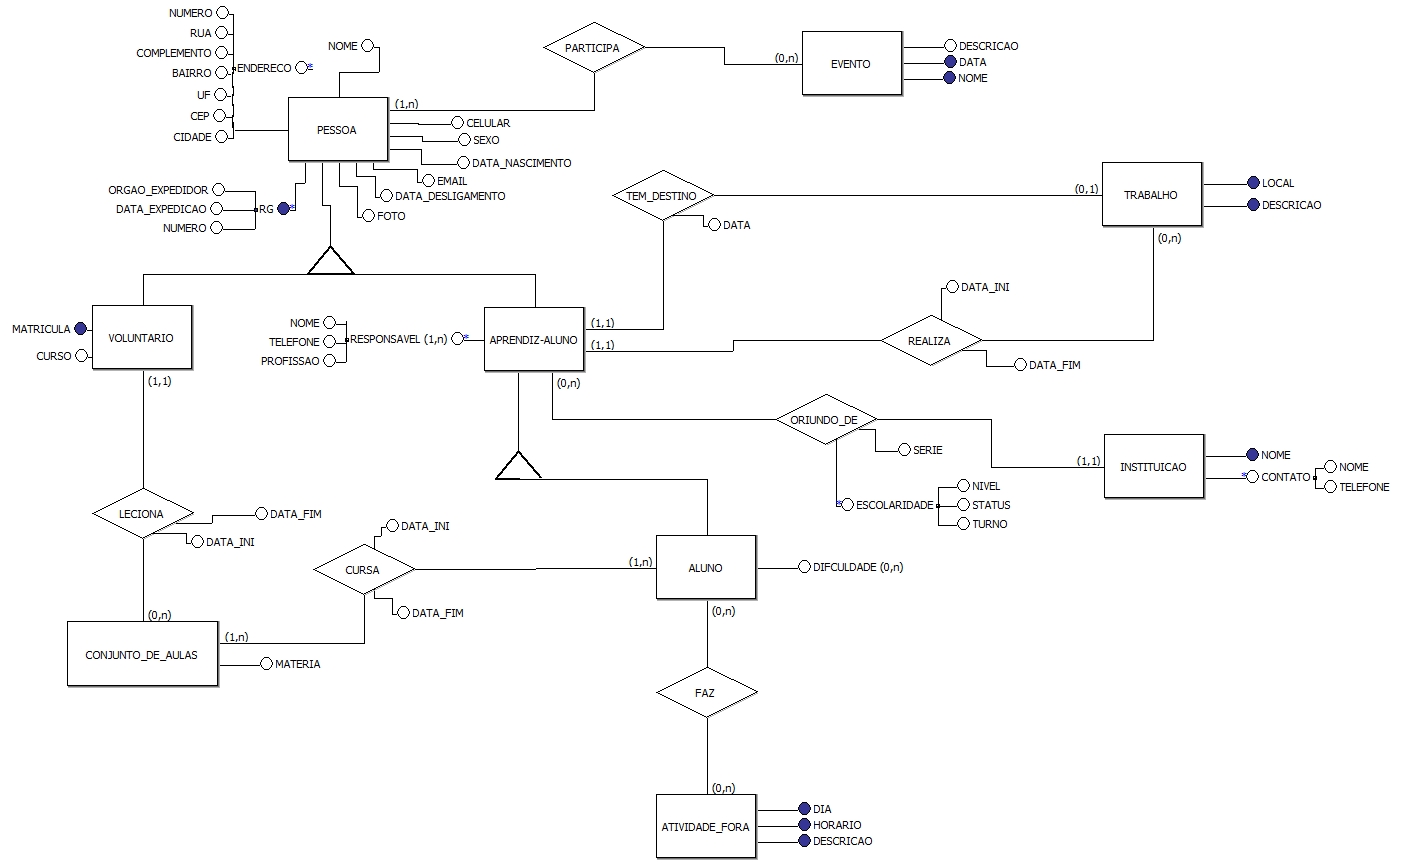 NUMERO
RUA
COMPLEMENTO
BAIRRO
ENDERECO
*
UF
CEP
CIDADE
NOME
PESSOA
(1,n)
CELULAR
SEXO
DATA_NASCIMENTO
EMAIL
DATA_DESLIGAMENTO
FOTO
ORGAO_EXPEDIDOR
DATA_EXPEDICAO
RG
*
NUMERO
PARTICIPA
(0,n)
EVENTO
DESCRICAO
DATA
NOME
TEM_DESTINO
DATA
(0,1)
TRABALHO
LOCAL
DESCRICAO
(0,n)
MATRICULA
CURSO
VOLUNTARIO
(1,1)
NOME
TELEFONE
PROFISSAO
RESPONSAVEL (1,n)
*
APRENDIZ-ALUNO
(1,1)
(1,1)
(0,n)
DATA_INI
REALIZA
DATA_FIM
ORIUNDO_DE
SERIE
*
ESCOLARIDADE
NIVEL
STATUS
TURNO
(1,1)
INSTITUICAO
NOME
*
CONTATO
NOME
TELEFONE
LECIONA
DATA_FIM
DATA_INI
(0,n)
CONJUNTO_DE_AULAS
(1,n)
MATERIA
DATA_INI
CURSA
DATA_FIM
(1,n)
ALUNO
DIFCULDADE (0,n)
(0,n)
FAZ
(0,n)
ATIVIDADE_FORA
DIA
HORARIO
DESCRICAO